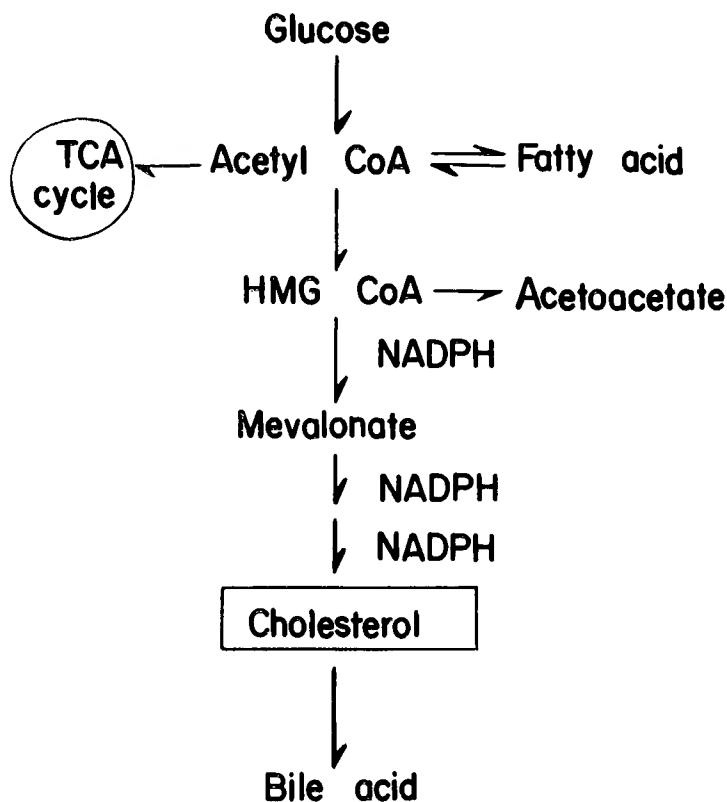 Glucose
TCA cycle
Acetyl CoA
Fatty acid
HMG CoA
Acetoacetate
NADPH
Mevalonate
NADPH
NADPH
Cholesterol
Bile acid